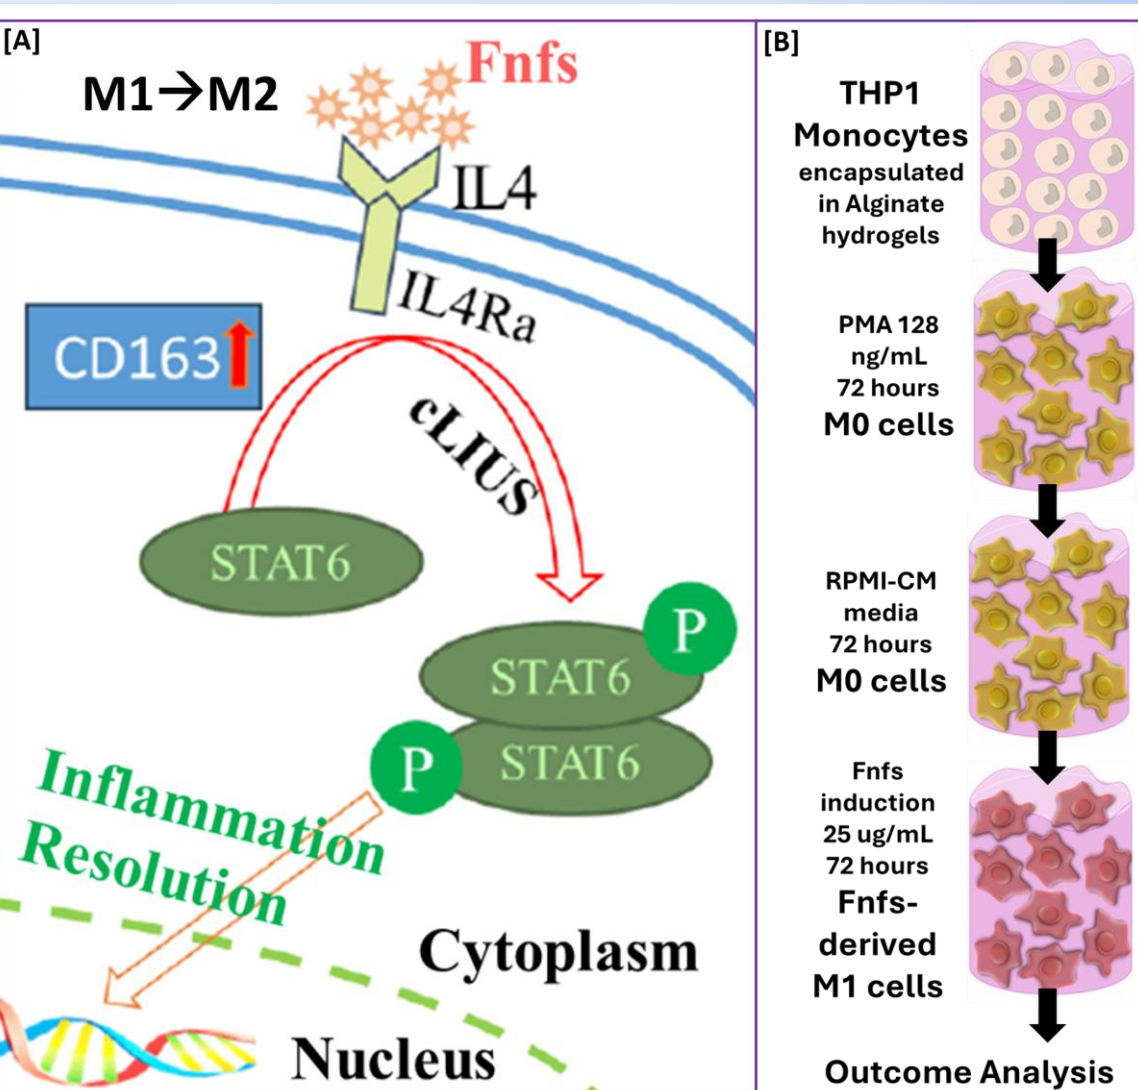 [A]
M1→M2
Fnfs
IL4
IL4Ra
CD163
cLIUS
STAT6
P
STAT6
P
STAT6
Inflammation
Resolution
Cytoplasm
Nucleus
[B]
THP1
Monocytes
encapsulated
in Alginate
hydrogels
PMA 128
ng/mL
72 hours
M0 cells
RPMI-CM
media
72 hours
M0 cells
Fnfs
induction
25 ug/mL
72 hours
Fnfs-
derived
M1 cells
Outcome Analysis